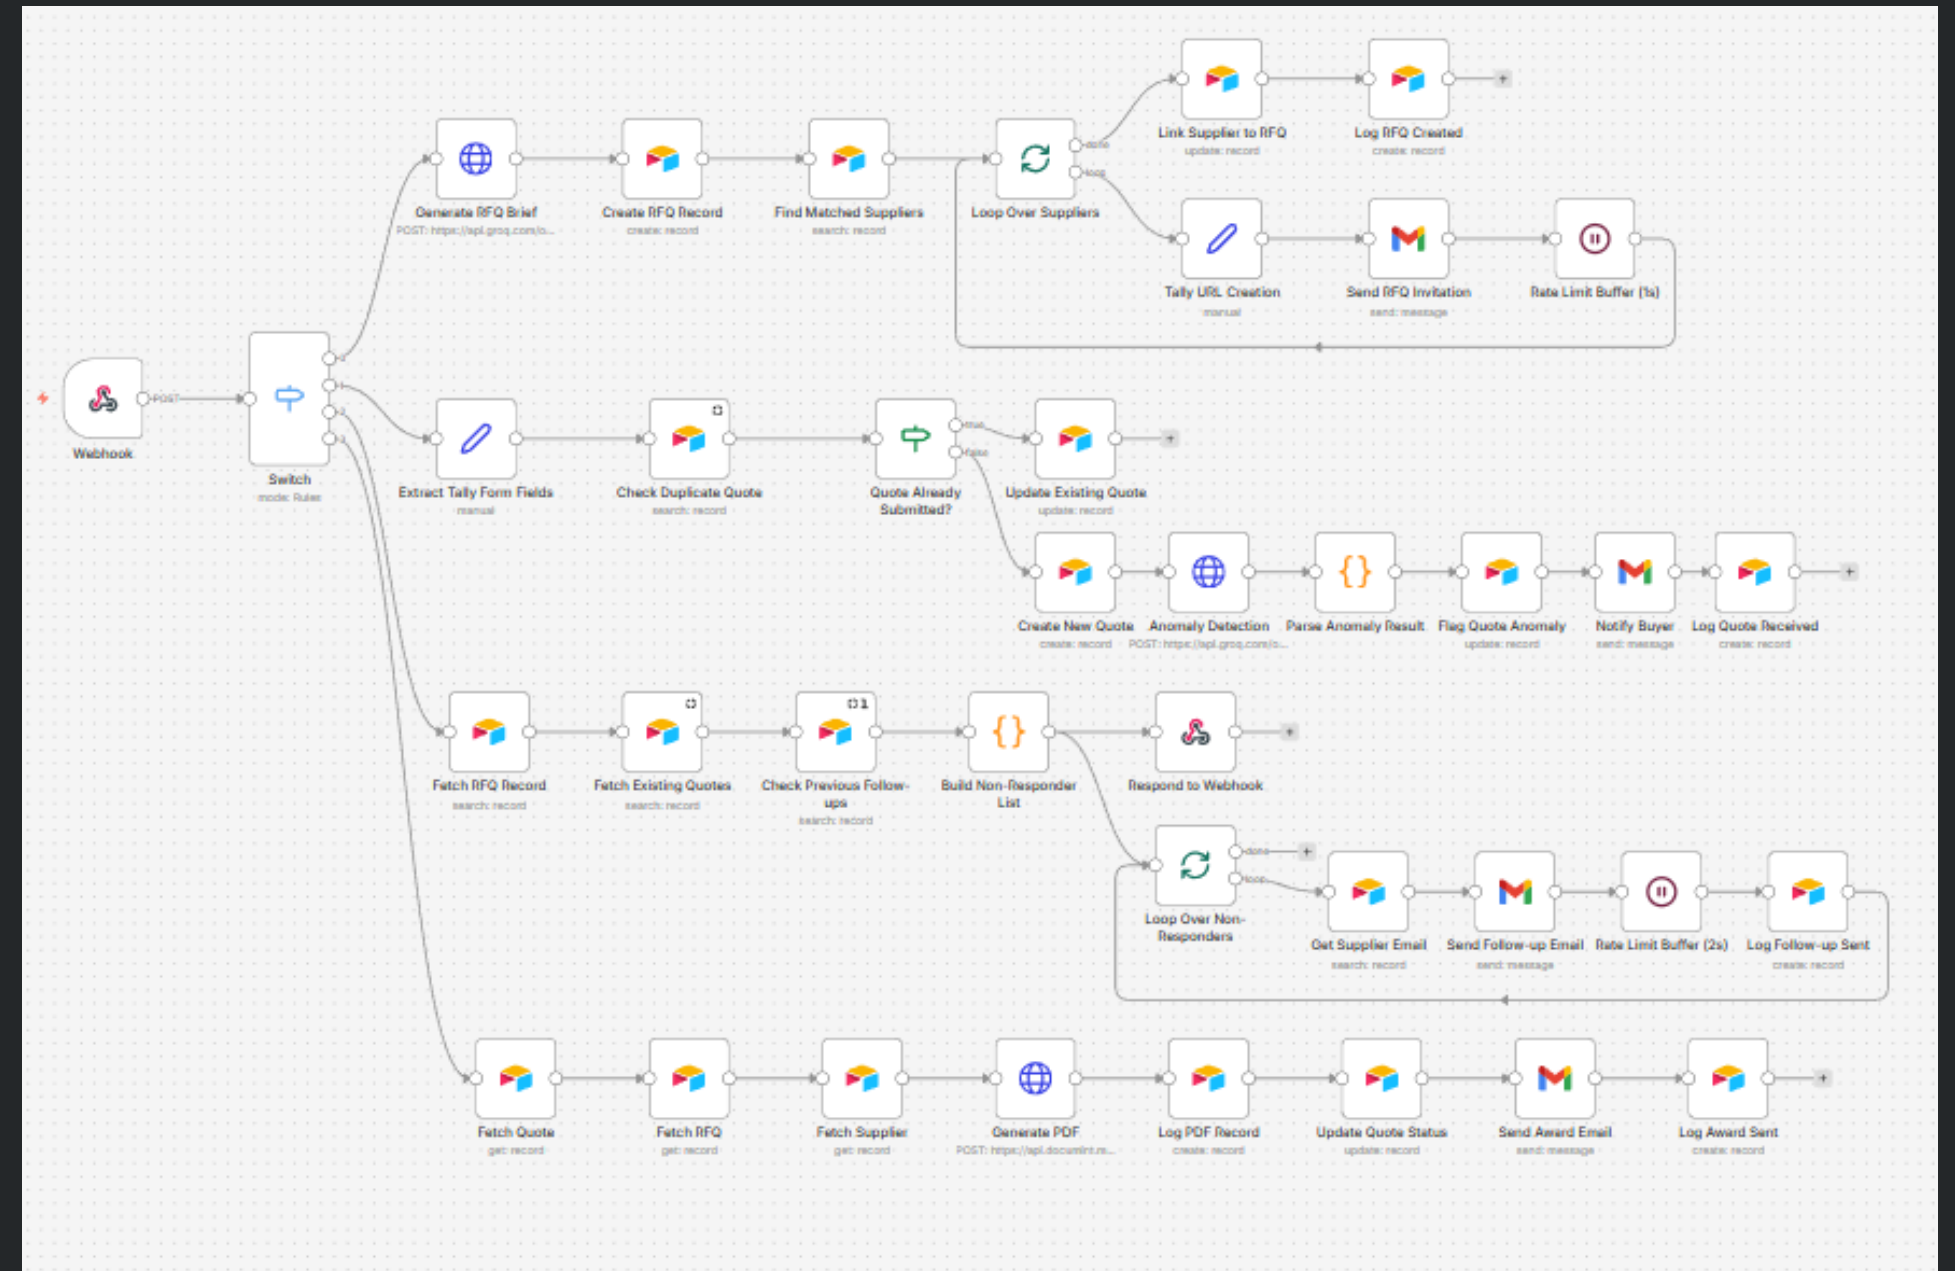 done
Link Supplier to RFQ
update: record
Log RFQ Created
create: record
Generate RFQ Brief
POST: https://api.groq.com/o...
Create RFQ Record
create: record
Find Matched Suppliers
search: record
Loop Over Suppliers
loop
Tally URL Creation
manual
Send RFQ Invitation
send: message
Rate Limit Buffer (1s)
Webhook
POST
Switch
mode: Rules
0
1
2
3
Extract Tally Form Fields
manual
Check Duplicate Quote
search: record
Quote Already
Submitted?
true
false
Update Existing Quote
update: record
Create New Quote
create: record
Anomaly Detection
POST: https://api.groq.com/o...
Parse Anomaly Result
Flag Quote Anomaly
update: record
Notify Buyer
send: message
Log Quote Received
create: record
Fetch RFQ Record
search: record
Fetch Existing Quotes
search: record
1
Check Previous Follow-
ups
search: record
Build Non-Responder
List
Respond to Webhook
Loop Over Non-
Responders
done
loop
Get Supplier Email
search: record
Send Follow-up Email
send: message
Rate Limit Buffer (2s)
Log Follow-up Sent
create: record
Fetch Quote
get: record
Fetch RFQ
get: record
Fetch Supplier
get: record
Generate PDF
POST: https://api.documint.m...
Log PDF Record
create: record
Update Quote Status
update: record
Send Award Email
send: message
Log Award Sent
create: record